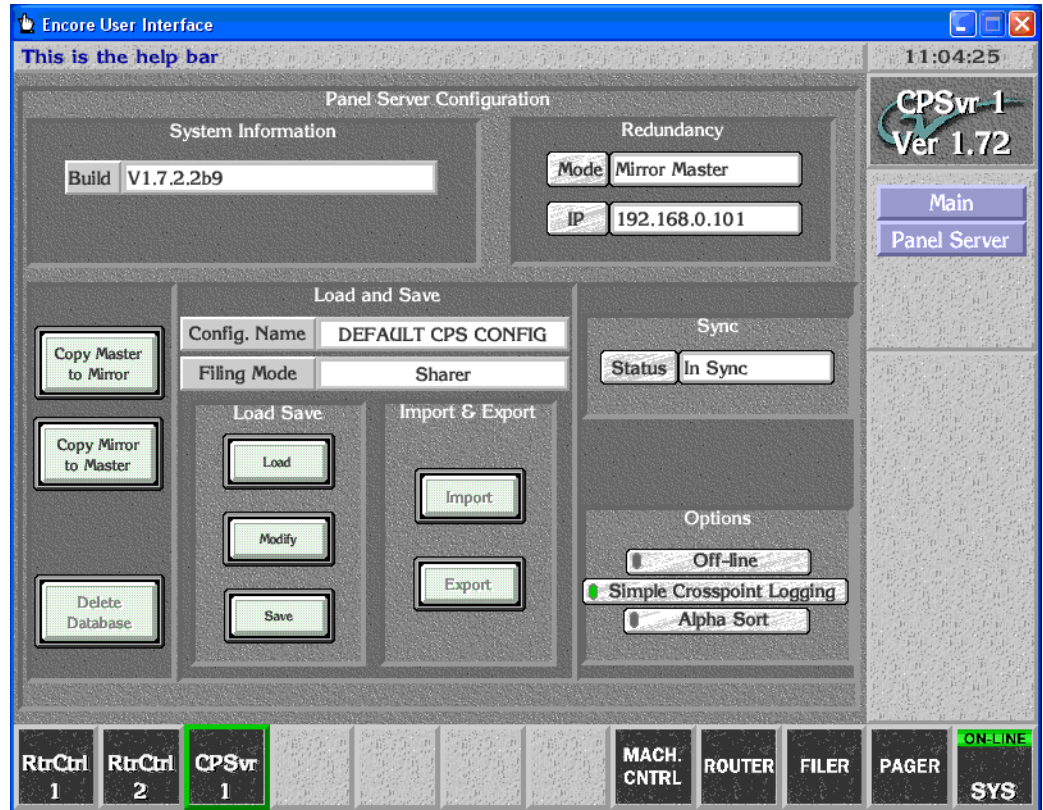 Encore User Interface
This is the help bar
11:04:25
Panel Server Configuration
System Information
Build V1.7.2.2b9
Redundancy
Mode Mirror Master
IP 192.168.0.101
CPSvr 1
Ver 1.72
Main
Panel Server
Copy Master
to Mirror
Copy Mirror
to Master
Delete
Database
Load and Save
Config. Name DEFAULT CPS CONFIG
Filing Mode Sharer
Load Save
Load
Modify
Save
Import & Export
Import
Export
Sync
Status In Sync
Options
Off-line
Simple Crosspoint Logging
Alpha Sort
RtrCtrl
1
RtrCtrl
2
CPSvr
1
MACH.
CNTRL
ROUTER
FILER
PAGER
ON-LINE
SYS